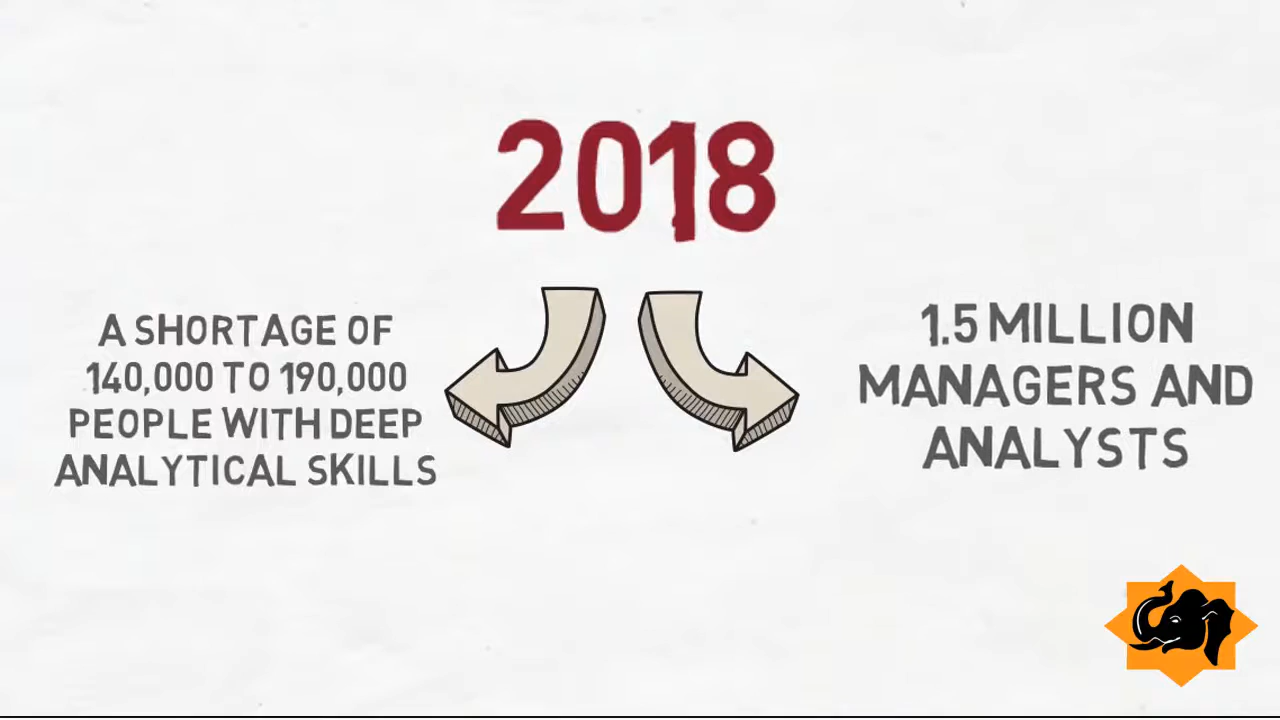 2018
A SHORTAGE OF
140,000 TO 190,000
PEOPLE WITH DEEP
ANALYTICAL SKILLS
1.5 MILLION
MANAGERS AND
ANALYSTS